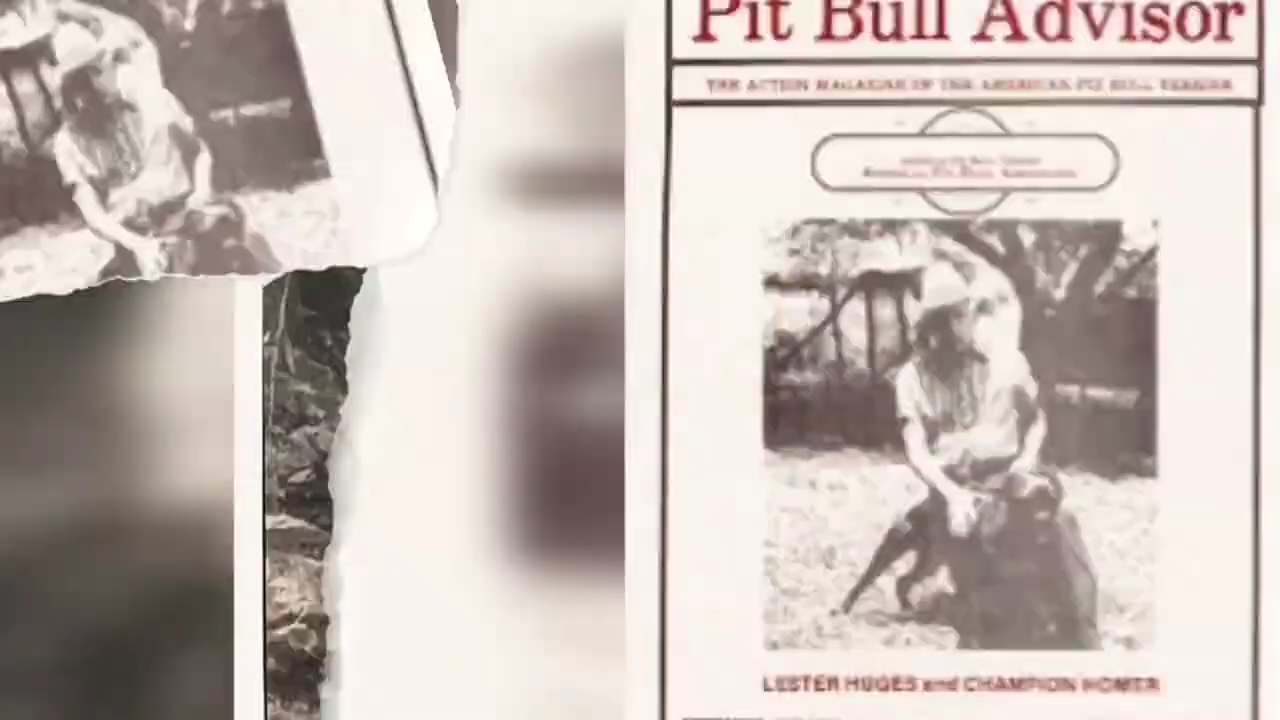 Pit Bull Advisor
THE ACTION MAGAZINE OF THE AMERICAN PIT BULL TERRIER
LESTER HUGES and CHAMPION HOMER